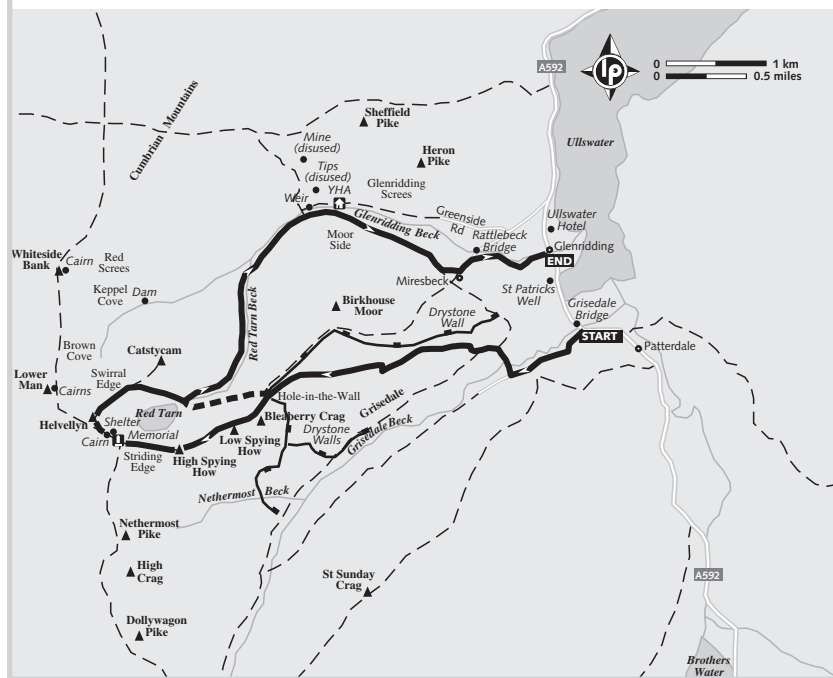 A592
lp
0 1 km
0 0.5 miles
Cumbrian Mountains
Sheffield
Pike
Mine
(disused)
Heron
Pike
Tips
(disused)
YHA
Glenridding
Screes
Weir
Ullswater
Greenside
Rd
Glenridding Beck
Ullswater
Hotel
Moor
Side
Rattlebeck
Bridge
Glenridding
END
Whiteside
Bank
Cairn
Red
Screes
Miresbeck
St Patricks
Well
Keppel
Cove
Dam
Red Tarn Beck
Birkhouse
Moor
Drystone
Wall
Grisedale
Bridge
START
Patterdale
Brown
Cove
Catstycam
Lower
Man
Cairns
Swirral
Edge
Hole-in-the-Wall
Red Tarn
Grisedale
Helvellyn
Shelter
Cairn
Memorial
Bleaberry Crag
Low Spying
How
Drystone
Walls
Grisedale Beck
Striding
Edge
High Spying
How
Nethermost Beck
Nethermost
Pike
High
Crag
St Sunday
Crag
A592
Dollywagon
Pike
Brothers
Water